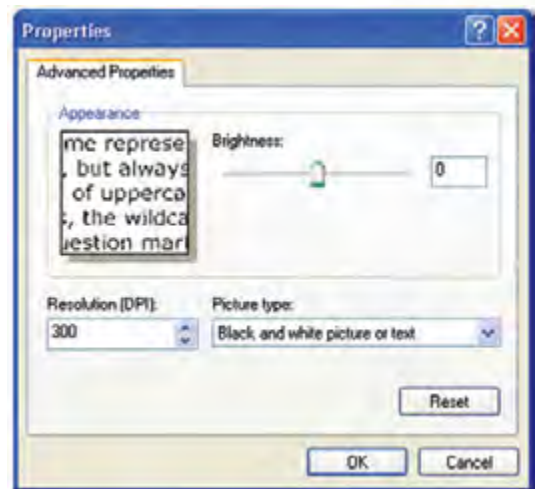 Properties
Advanced Properties
Appearance
me represe
, but always
of upperca
s, the wildca
uestion mar
Brightness:
0
Resolution (DPI):
300
Picture type:
Black and white picture or text
Reset
OK
Cancel